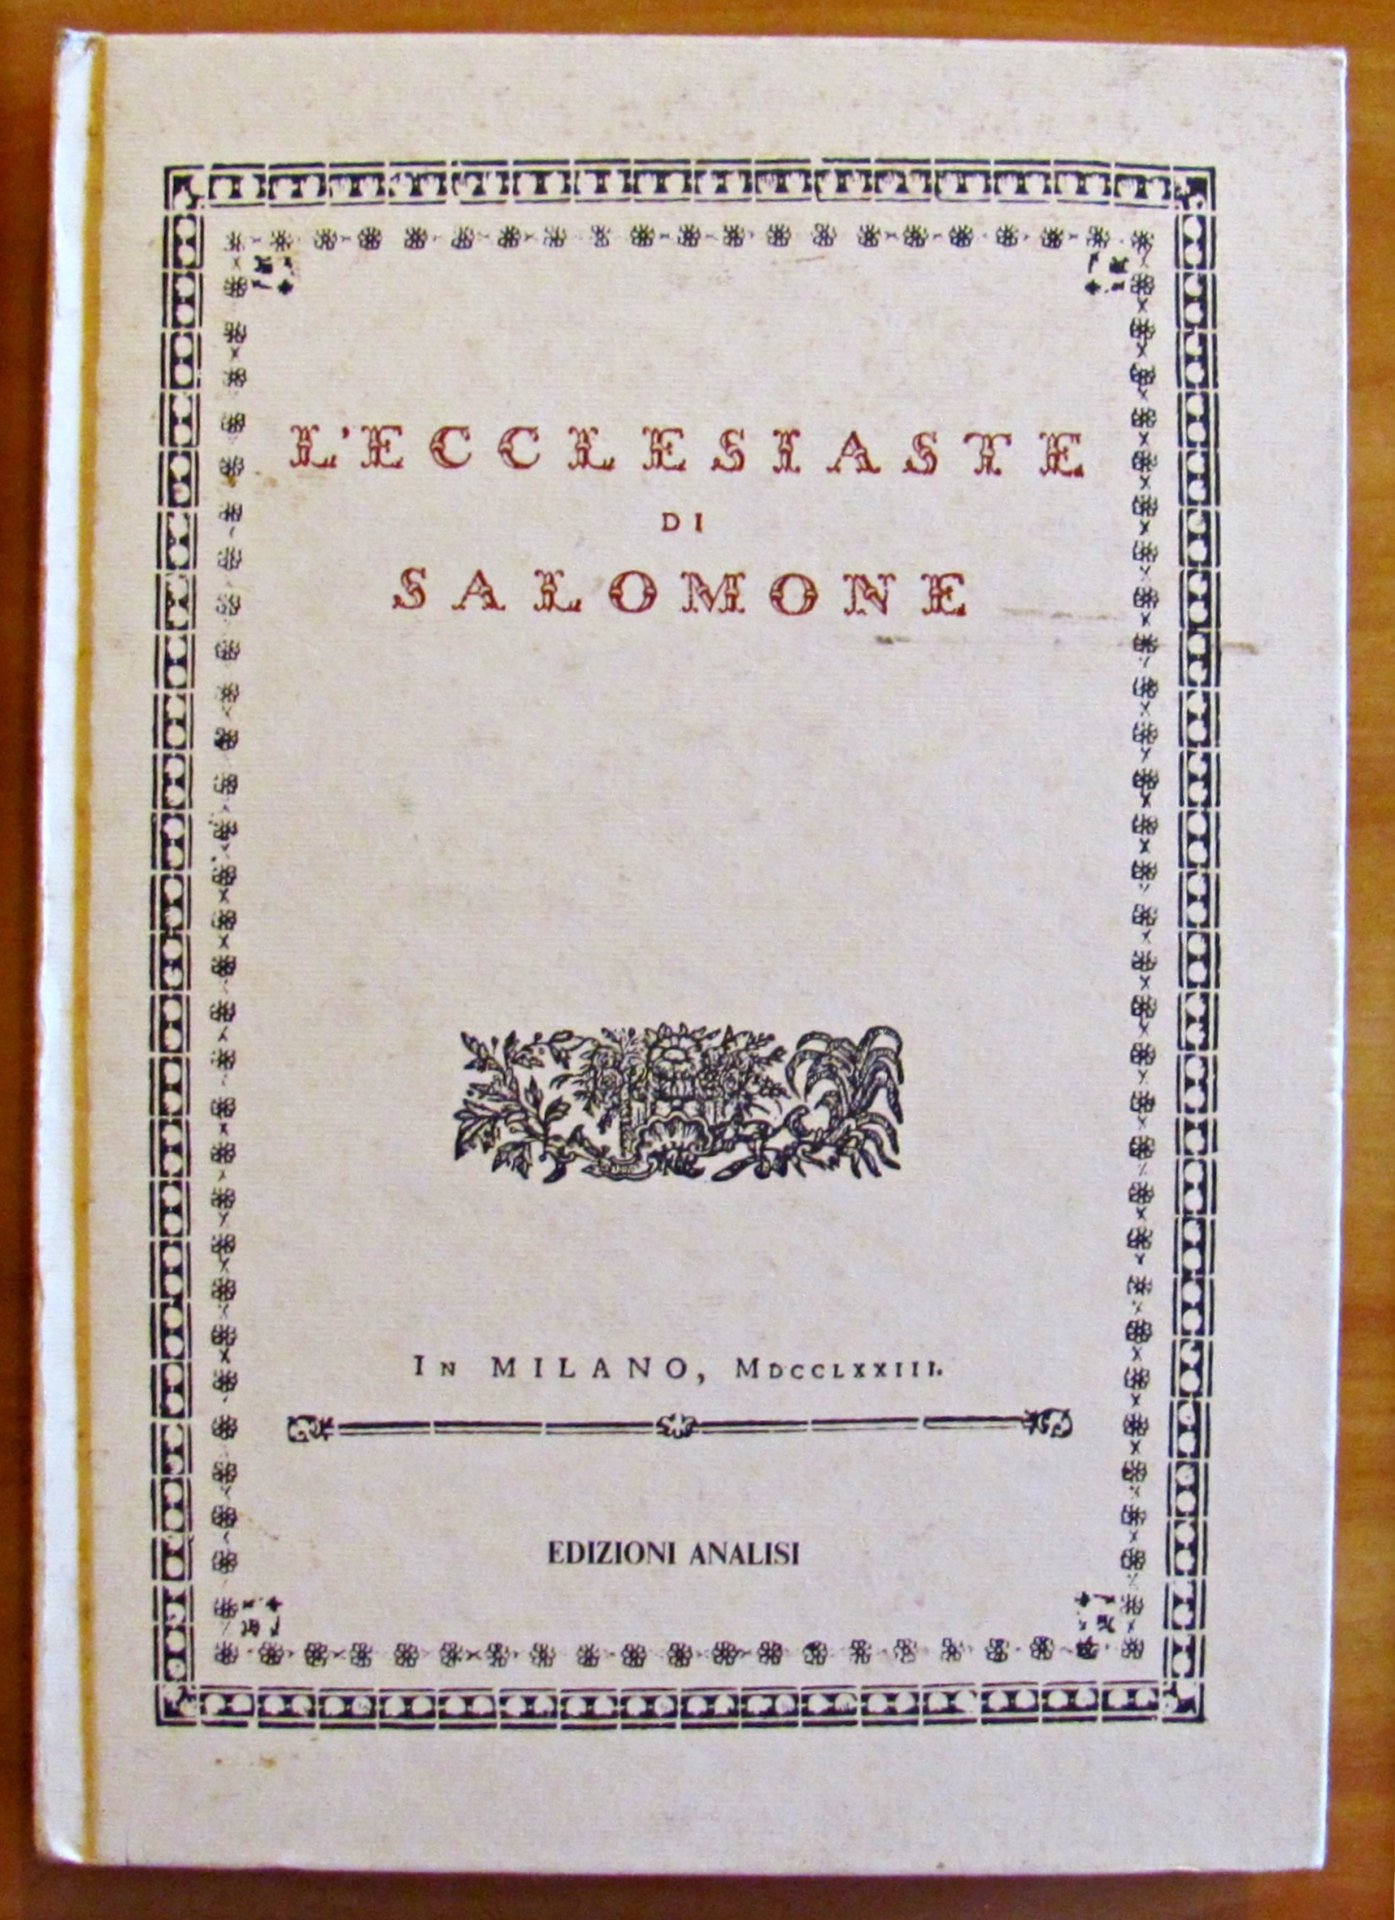 L'ECCLESIASTE
DI
SALOMONE
IN MILANO, MDCCLXXIII.
EDIZIONI ANALISI